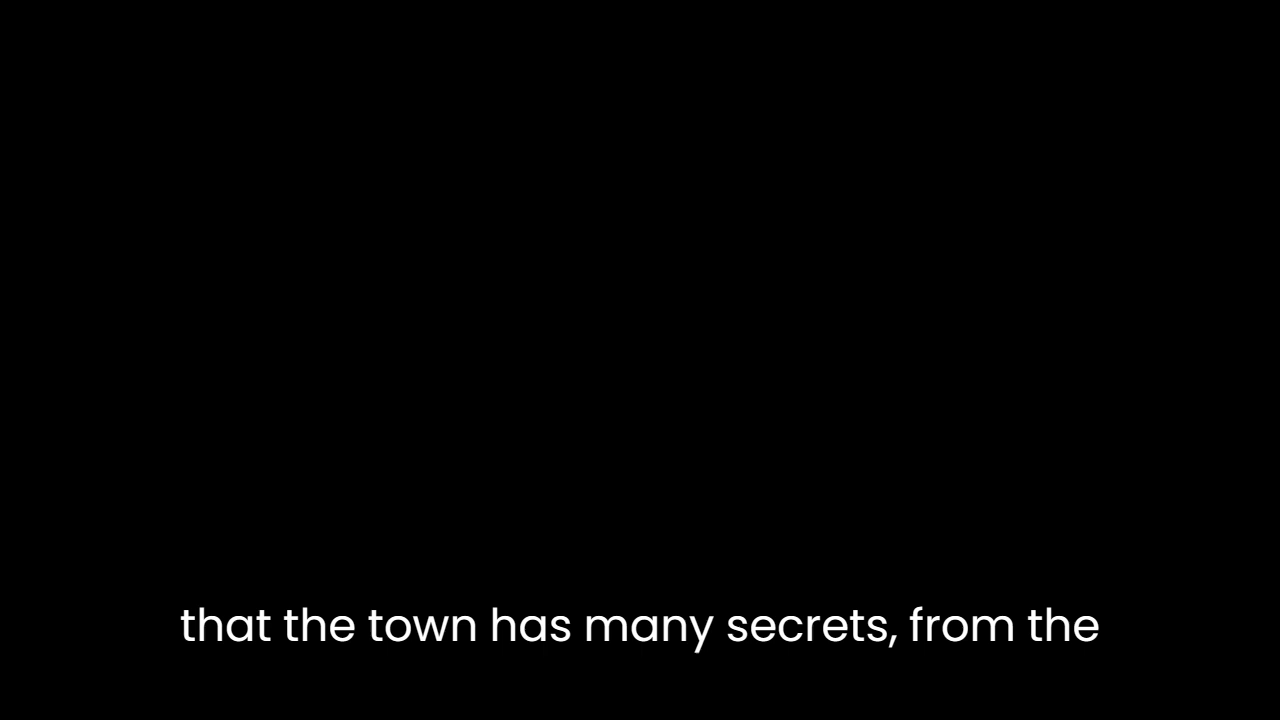 that the town has many secrets, from the